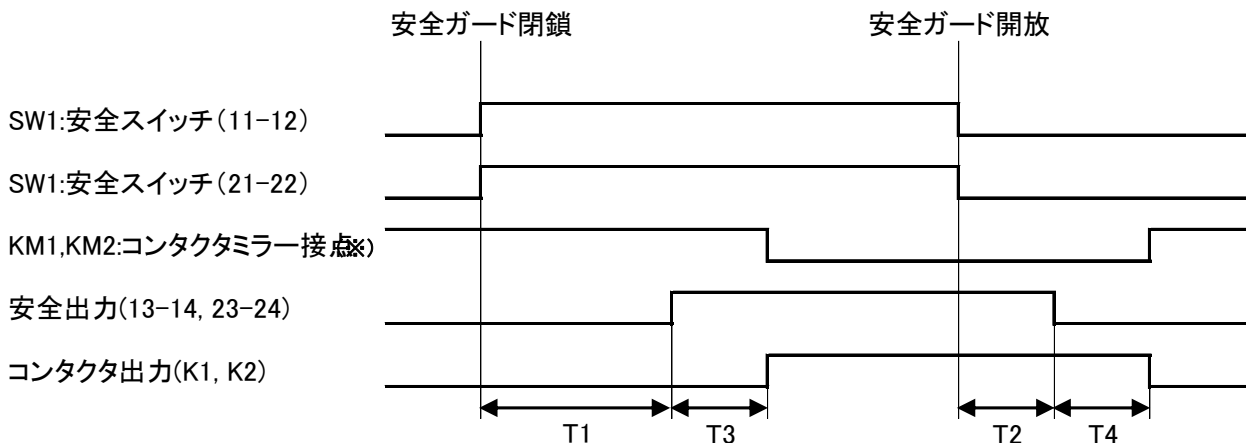 安全ガード閉鎖 安全ガード開放
SW1:安全スイッチ(11-12)
SW1:安全スイッチ(21-22)
KM1,KM2:コンタクタミラー接点※)
安全出力(13-14, 23-24)
コンタクタ出力(K1, K2)
T1 T3 T2 T4